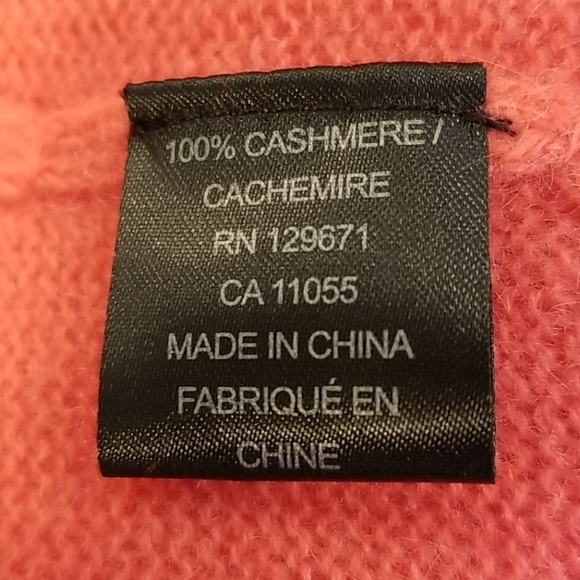 100% CASHMERE /
CACHEMIRE
RN 129671
CA 11055
MADE IN CHINA
FABRIQUÉ EN
CHINE